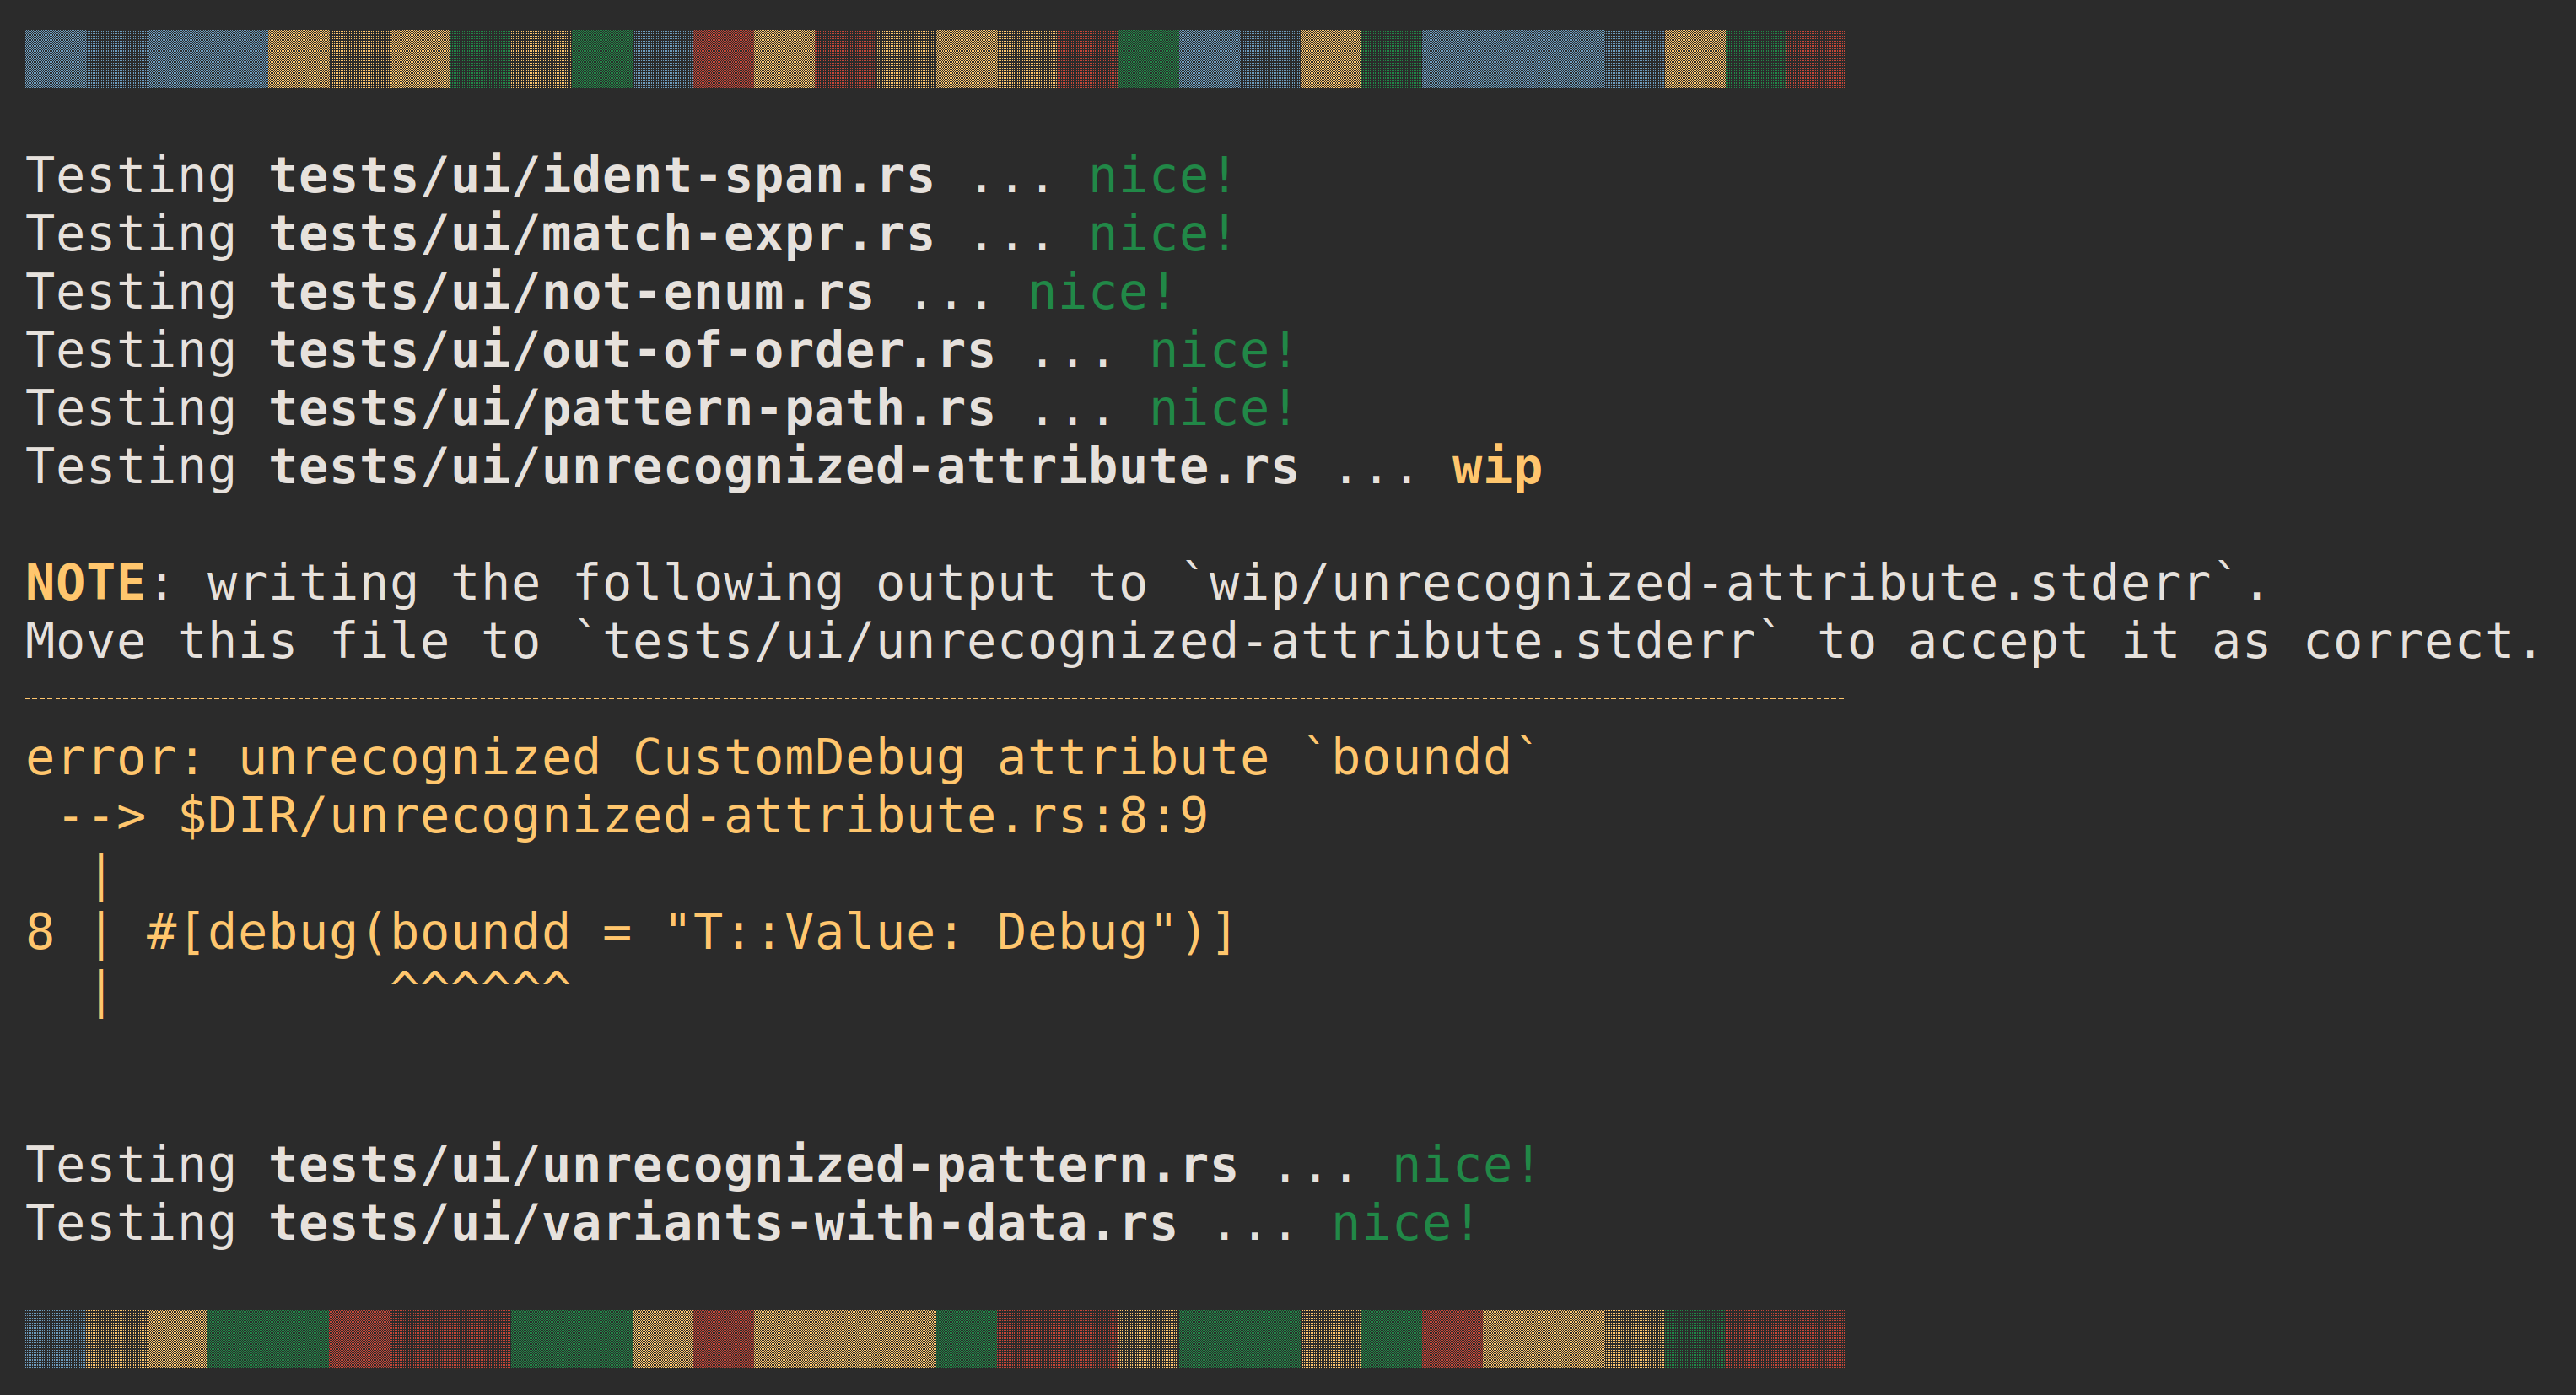 Testing tests/ui/ident-span.rs ... nice!
Testing tests/ui/match-expr.rs ... nice!
Testing tests/ui/not-enum.rs ... nice!
Testing tests/ui/out-of-order.rs ... nice!
Testing tests/ui/pattern-path.rs ... nice!
Testing tests/ui/unrecognized-attribute.rs ... wip
NOTE: writing the following output to `wip/unrecognized-attribute.stderr`.
Move this file to `tests/ui/unrecognized-attribute.stderr` to accept it as correct.
error: unrecognized CustomDebug attribute `boundd`
 --> $DIR/unrecognized-attribute.rs:8:9
  |
8 | #[debug(boundd = "T::Value: Debug")]
  |         ^^^^^^
Testing tests/ui/unrecognized-pattern.rs ... nice!
Testing tests/ui/variants-with-data.rs ... nice!